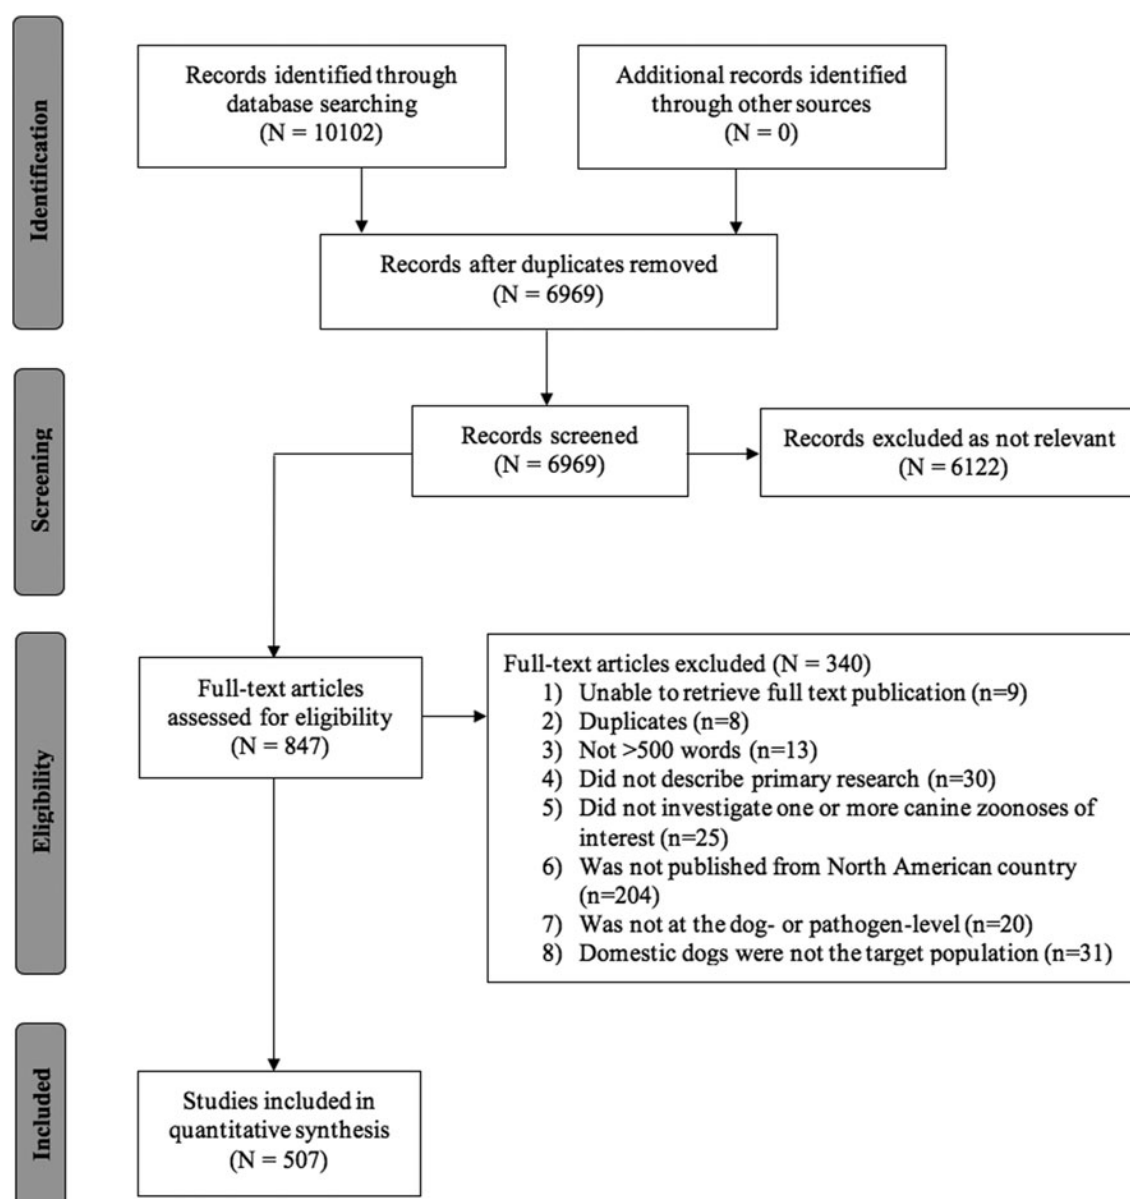 Identification
Records identified through
database searching
(N = 10102)
Additional records identified
through other sources
(N = 0)
Records after duplicates removed
(N = 6969)
Screening
Records screened
(N = 6969)
Records excluded as not relevant
(N = 6122)
Eligibility
Full-text articles
assessed for eligibility
(N = 847)
Full-text articles excluded (N = 340)
1) Unable to retrieve full text publication (n=9)
2) Duplicates (n=8)
3) Not >500 words (n=13)
4) Did not describe primary research (n=30)
5) Did not investigate one or more canine zoonoses of
interest (n=25)
6) Was not published from North American country
(n=204)
7) Was not at the dog- or pathogen-level (n=20)
8) Domestic dogs were not the target population (n=31)
Included
Studies included in
quantitative synthesis
(N = 507)